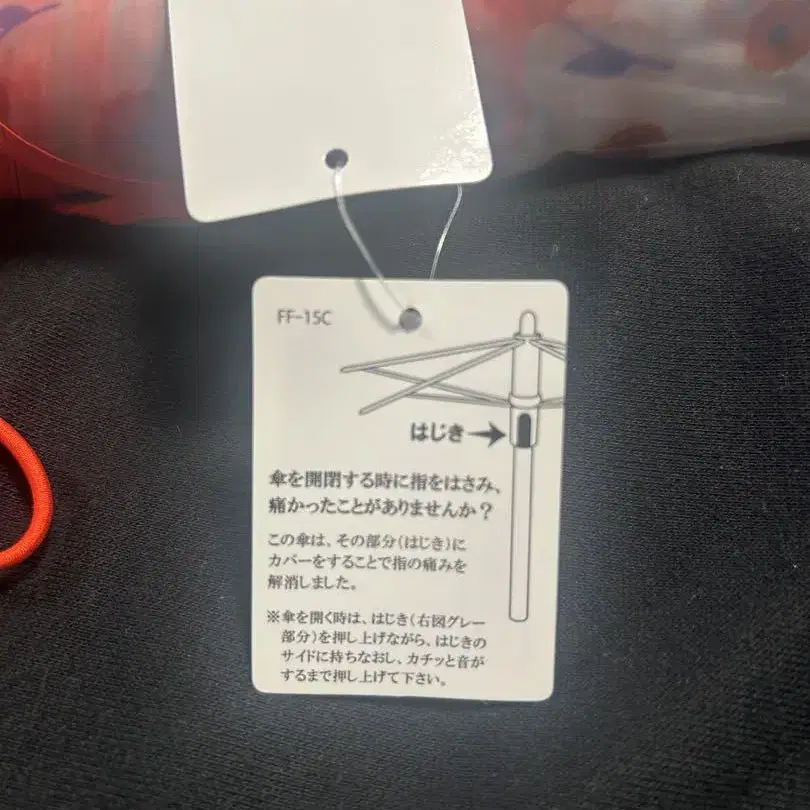 FF-15C
はじき
傘を開閉する時に指をはさみ、
痛かったことがありませんか？
この傘は、その部分（はじき）に
カバーをすることで指の痛みを
解消しました。
※傘を開く時は、はじき（右図グレー
部分）を押し上げながら、はじきの
サイドに持ちなおし、カチッと音が
するまで押し上げて下さい。